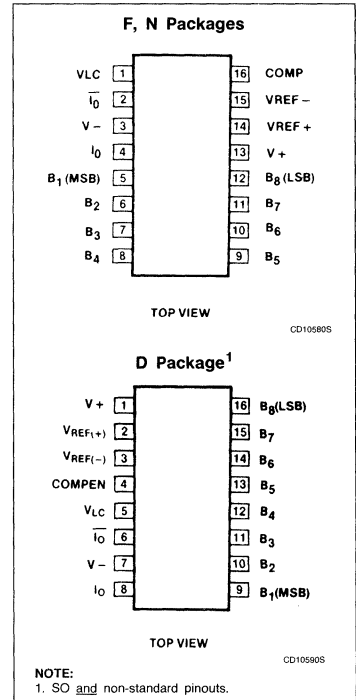 F, N Packages
VLC 1 16 COMP
I̅0̅ 2 15 VREF −
V − 3 14 VREF +
I0 4 13 V +
B1 (MSB) 5 12 B8 (LSB)
B2 6 11 B7
B3 7 10 B6
B4 8 9 B5
TOP VIEW
CD10580S
D Package1
V + 1 16 B8(LSB)
VREF(+) 2 15 B7
VREF(−) 3 14 B6
COMPEN 4 13 B5
VLC 5 12 B4
I̅O̅ 6 11 B3
V − 7 10 B2
IO 8 9 B1(MSB)
TOP VIEW
CD10590S
NOTE:
1. SO and non-standard pinouts.